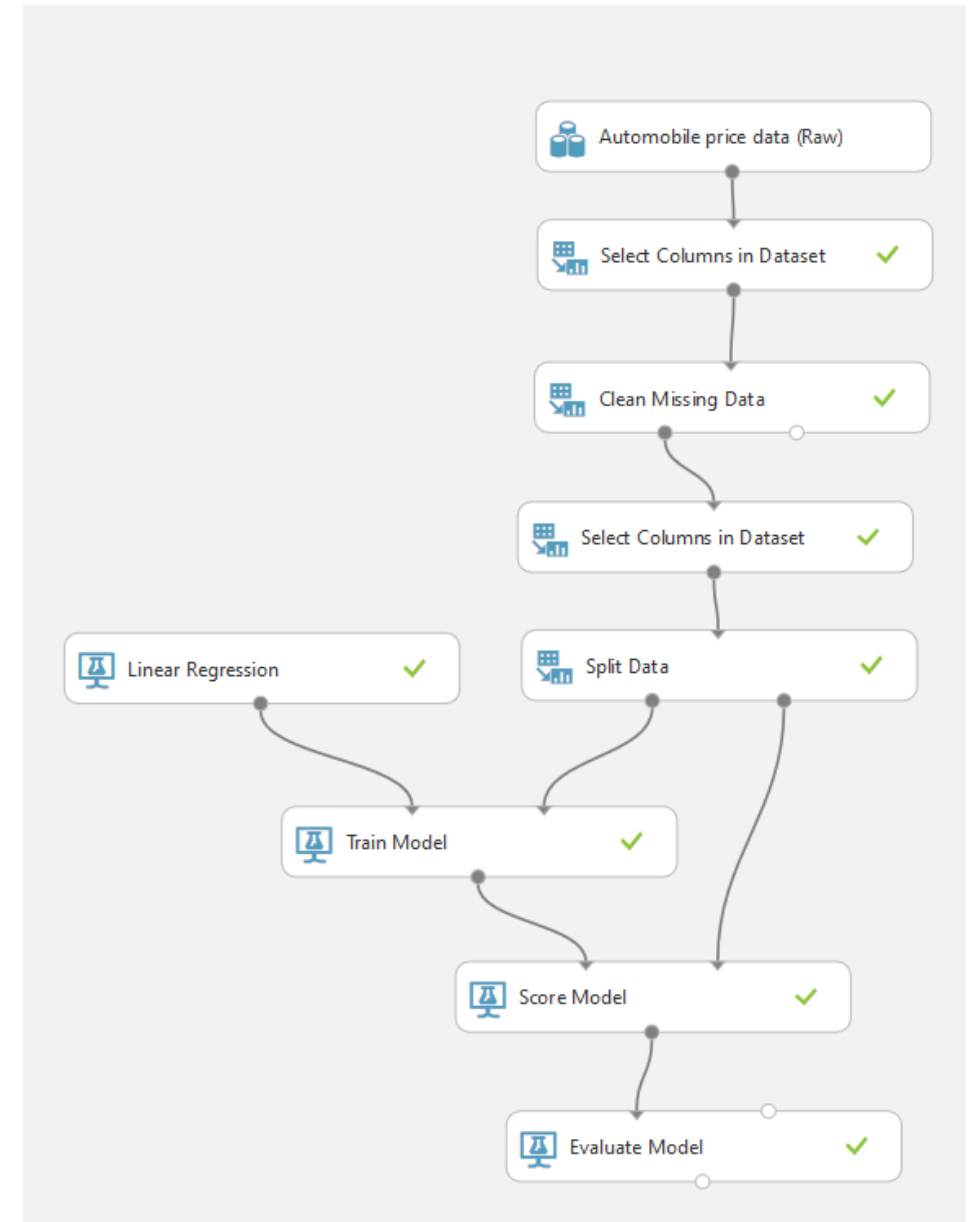 Automobile price data (Raw)
Select Columns in Dataset
Clean Missing Data
Select Columns in Dataset
Linear Regression
Split Data
Train Model
Score Model
Evaluate Model